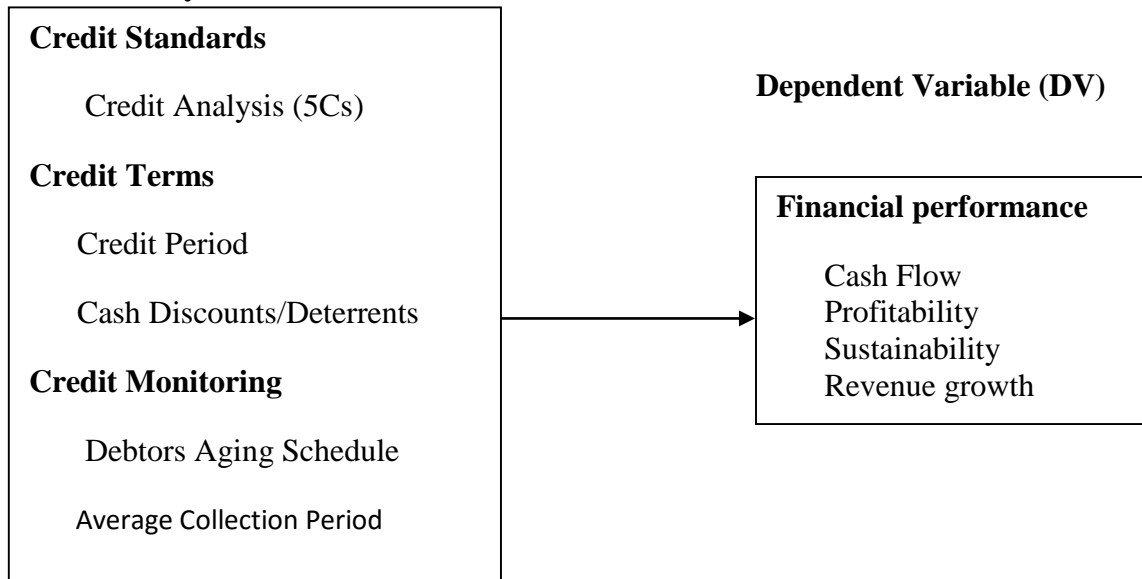 Credit Standards
Credit Analysis (5Cs)
Credit Terms
Credit Period
Cash Discounts/Deterrents
Credit Monitoring
Debtors Aging Schedule
Average Collection Period
Dependent Variable (DV)
Financial performance
Cash Flow
Profitability
Sustainability
Revenue growth